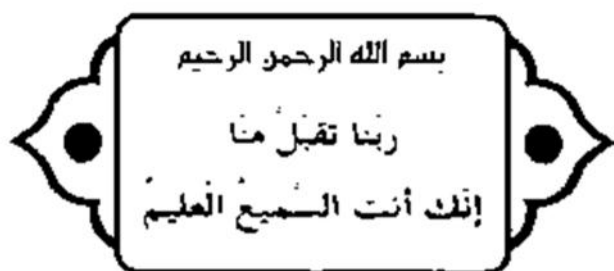 بسم الله الرحمن الرحيم
ربنا تقبلُ منا
إنك أنت السميعُ العليمُ